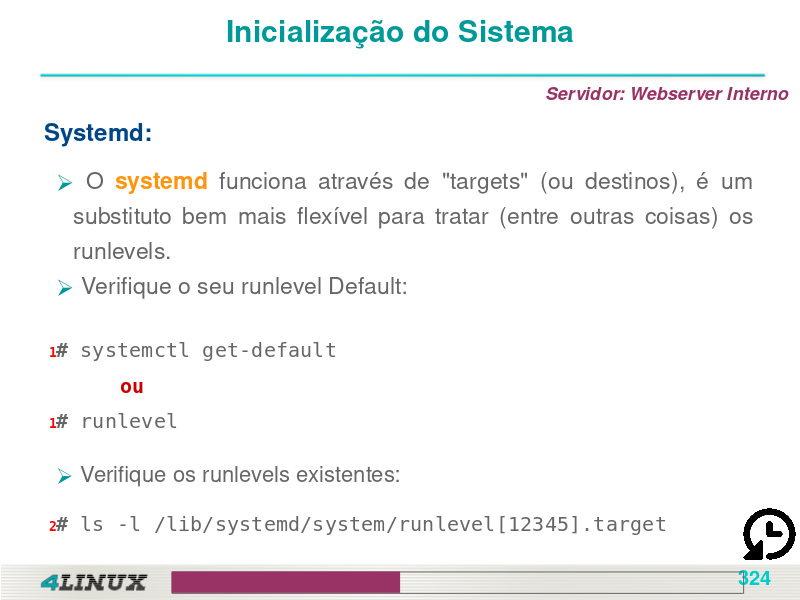 Inicialização do Sistema
Servidor: Webserver Interno
Systemd:
O systemd funciona através de "targets" (ou destinos), é um
substituto bem mais flexível para tratar (entre outras coisas) os
runlevels.
Verifique o seu runlevel Default:
1# systemctl get-default
ou
1# runlevel
Verifique os runlevels existentes:
2# ls -l /lib/systemd/system/runlevel[12345].target
4LINUX
324